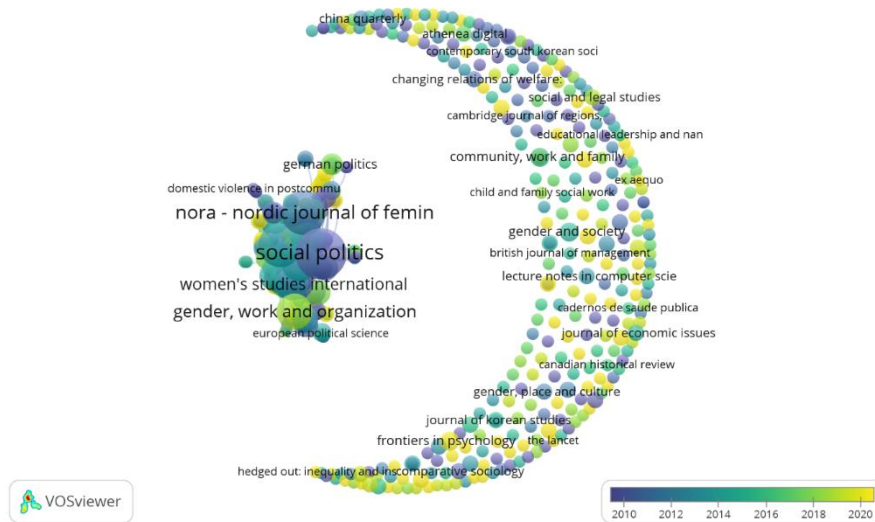 china quarterly
athenea digital
contemporary south korean soci
changing relations of welfare:
social and legal studies
cambridge journal of regions,
educational leadership and nan
german politics
community, work and family
domestic violence in postcommu
ex aequo
child and family social work
nora - nordic journal of femin
gender and society
social politics
british journal of management
lecture notes in computer scie
women's studies international
gender, work and organization
cadernos de saude publica
european political science
journal of economic issues
canadian historical review
gender, place and culture
journal of korean studies
frontiers in psychology
the lancet
hedged out: inequality and ins
comparative sociology
VOSviewer
2010 2012 2014 2016 2018 2020